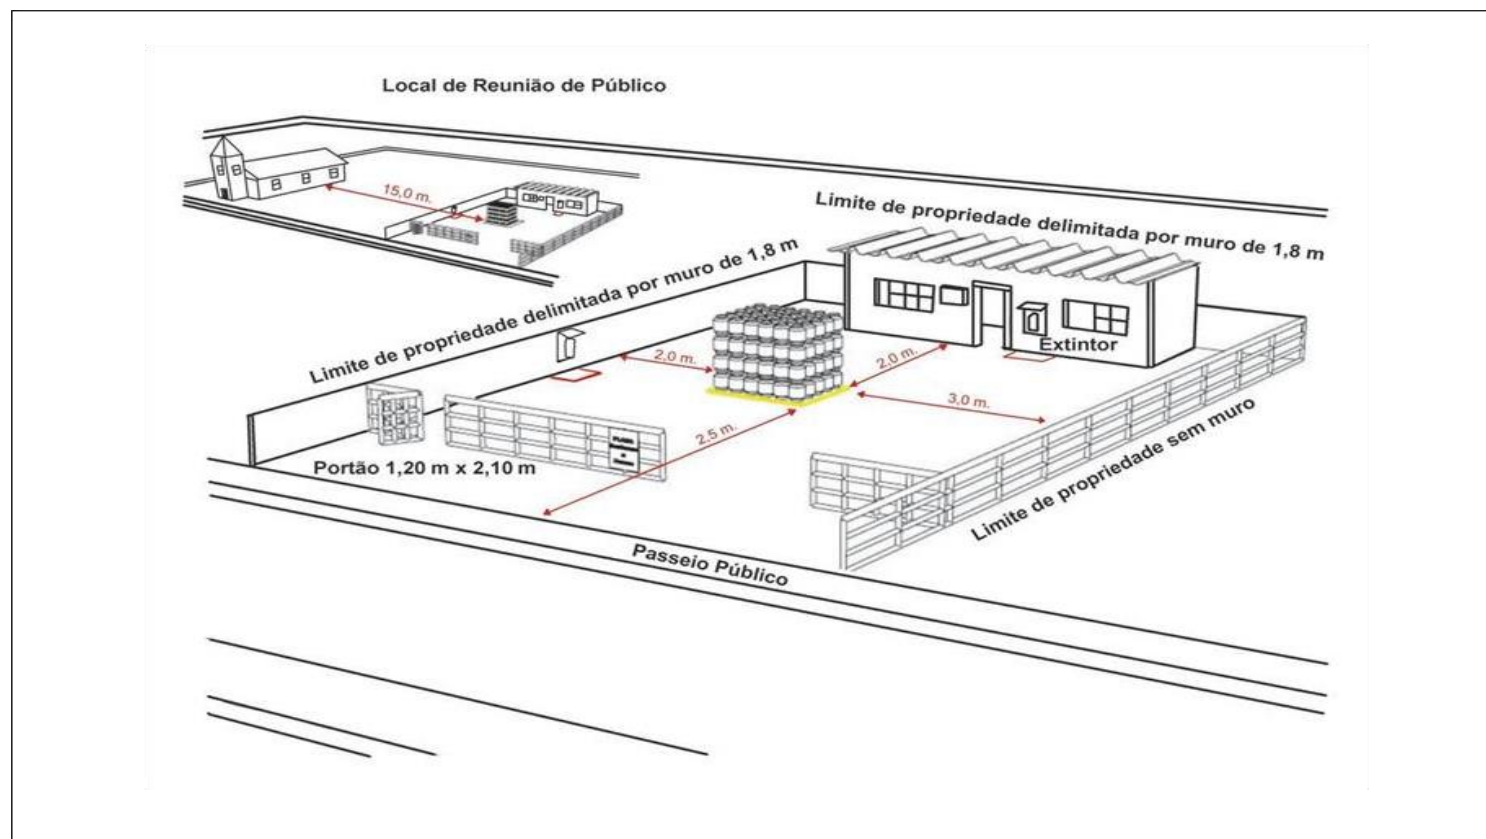 Local de Reunião de Público
15,0 m.
Limite de propriedade delimitada por muro de 1,8 m
Limite de propriedade delimitada por muro de 1,8 m
Extintor
2,0 m.
2,0 m.
3,0 m.
2,5 m.
Portão 1,20 m x 2,10 m
Limite de propriedade sem muro
Passeio Público